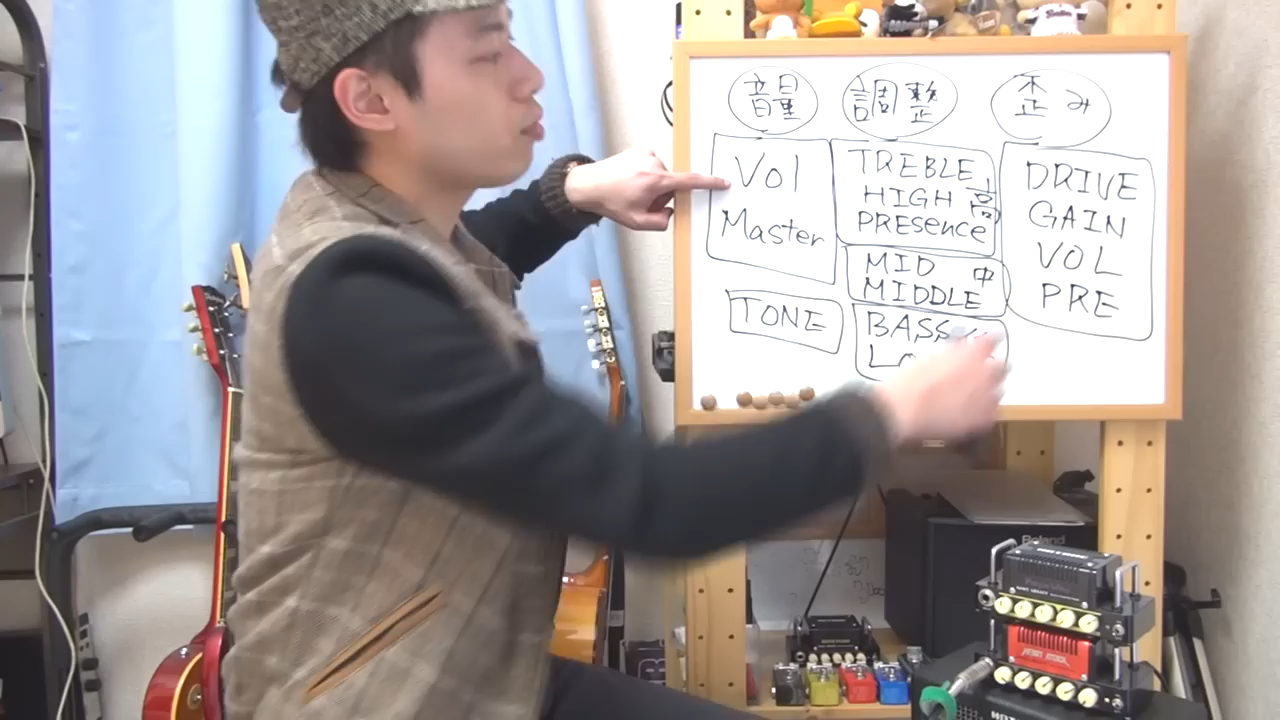 音量
調整
歪み
Vol
Master
TONE
TREBLE
HIGH 高
PRESENCE
MID 中
MIDDLE
BASS
DRIVE
GAIN
VOL
PRE
Roland